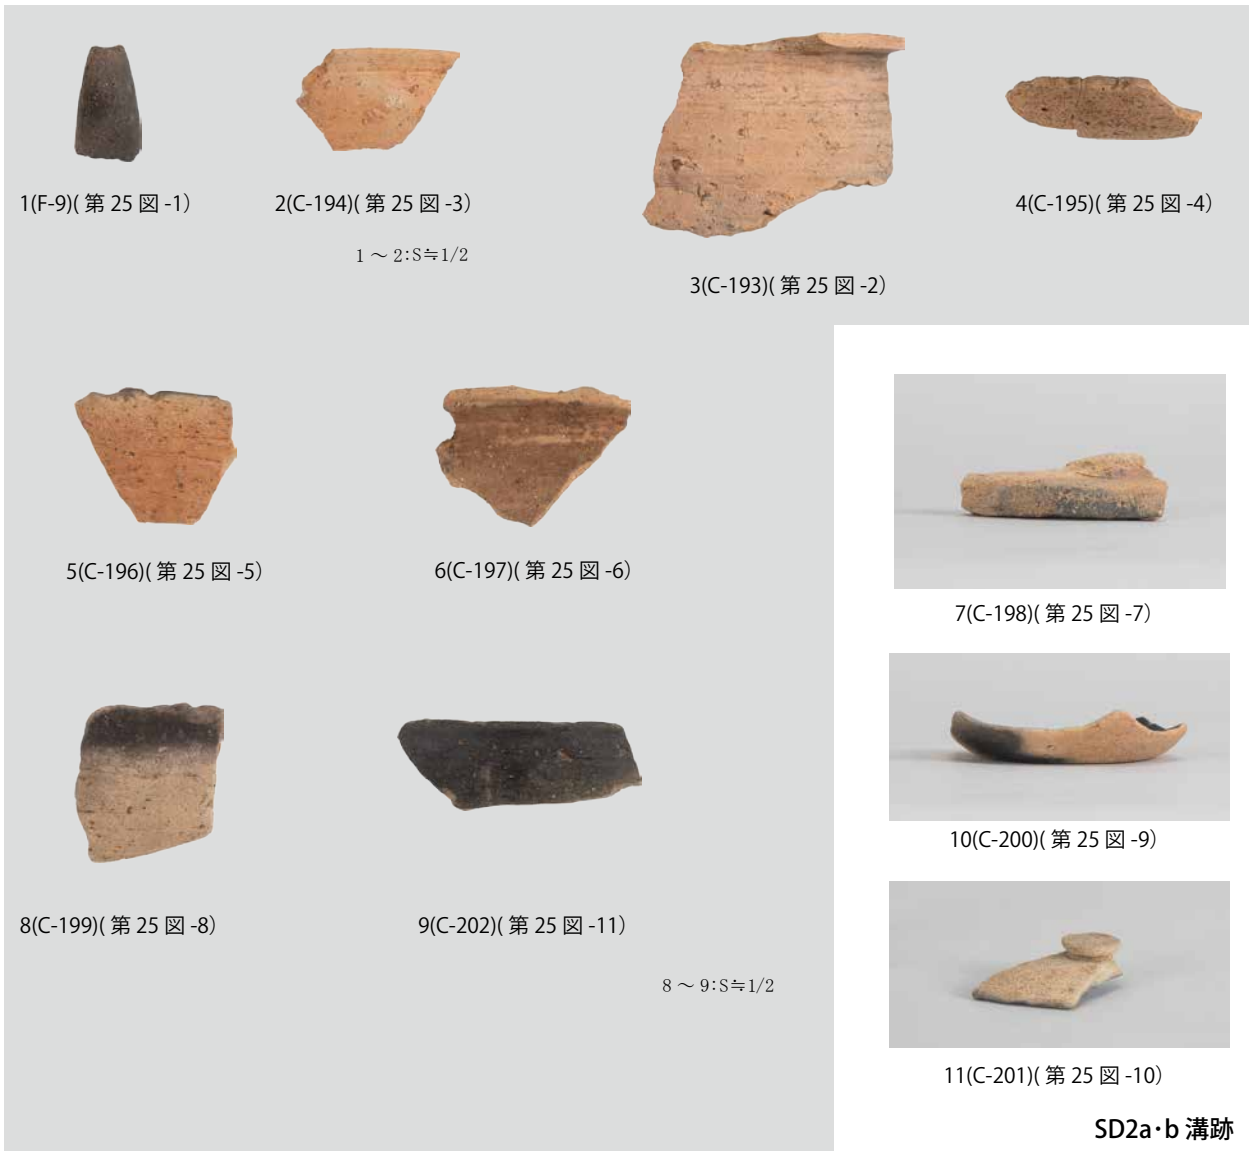 1(F-9)( 第 25 図 -1)
2(C-194)( 第 25 図 -3)
1 ～ 2:S≒1/2
3(C-193)( 第 25 図 -2)
4(C-195)( 第 25 図 -4)
5(C-196)( 第 25 図 -5)
6(C-197)( 第 25 図 -6)
7(C-198)( 第 25 図 -7)
8(C-199)( 第 25 図 -8)
9(C-202)( 第 25 図 -11)
8 ～ 9:S≒1/2
10(C-200)( 第 25 図 -9)
11(C-201)( 第 25 図 -10)
SD2a･b 溝跡